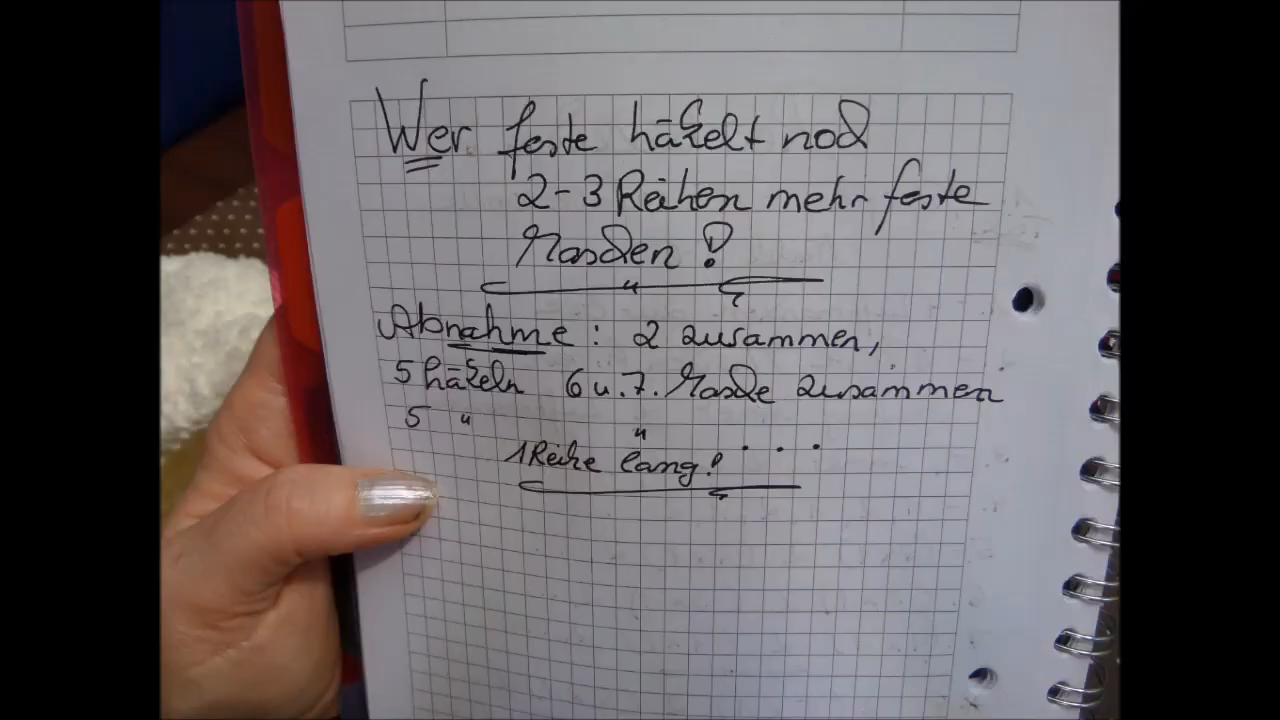 Wer feste häkelt noch
2-3 Reihen mehr feste
Maschen!
"
Abnahme: 2 zusammen,
5 häkeln 6 u. 7. Masche zusammen
5 " " ...
1 Reihe lang!